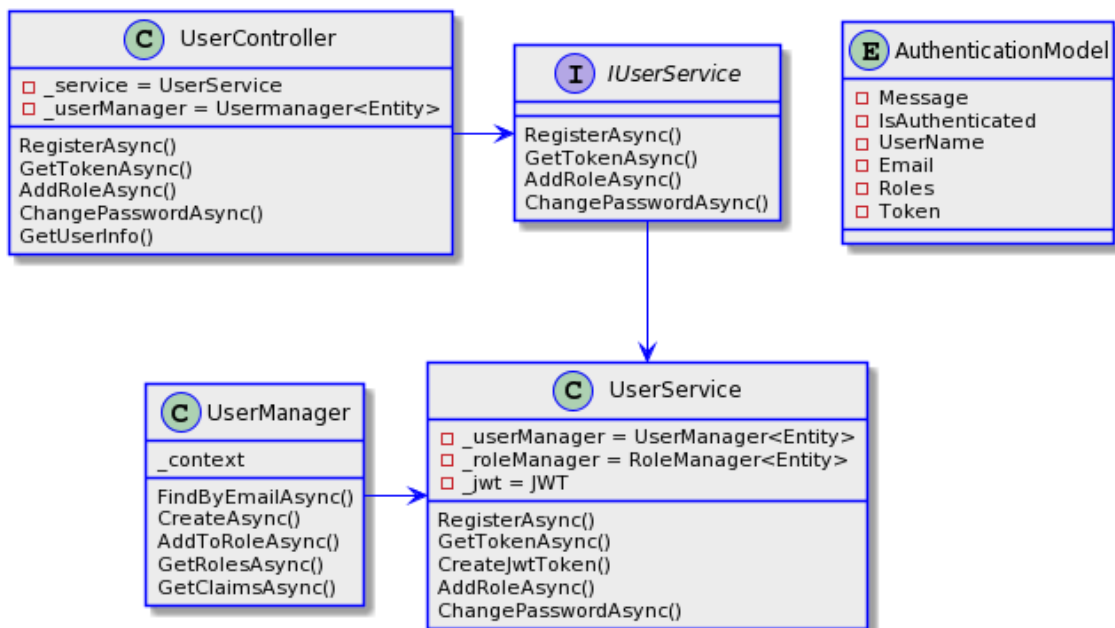 C UserController
_service = UserService
_userManager = Usermanager<Entity>
RegisterAsync()
GetTokenAsync()
AddRoleAsync()
ChangePasswordAsync()
GetUserInfo()
I IUserService
RegisterAsync()
GetTokenAsync()
AddRoleAsync()
ChangePasswordAsync()
E AuthenticationModel
Message
IsAuthenticated
UserName
Email
Roles
Token
C UserManager
_context
FindByEmailAsync()
CreateAsync()
AddToRoleAsync()
GetRolesAsync()
GetClaimsAsync()
C UserService
_userManager = UserManager<Entity>
_roleManager = RoleManager<Entity>
_jwt = JWT
RegisterAsync()
GetTokenAsync()
CreateJwtToken()
AddRoleAsync()
ChangePasswordAsync()